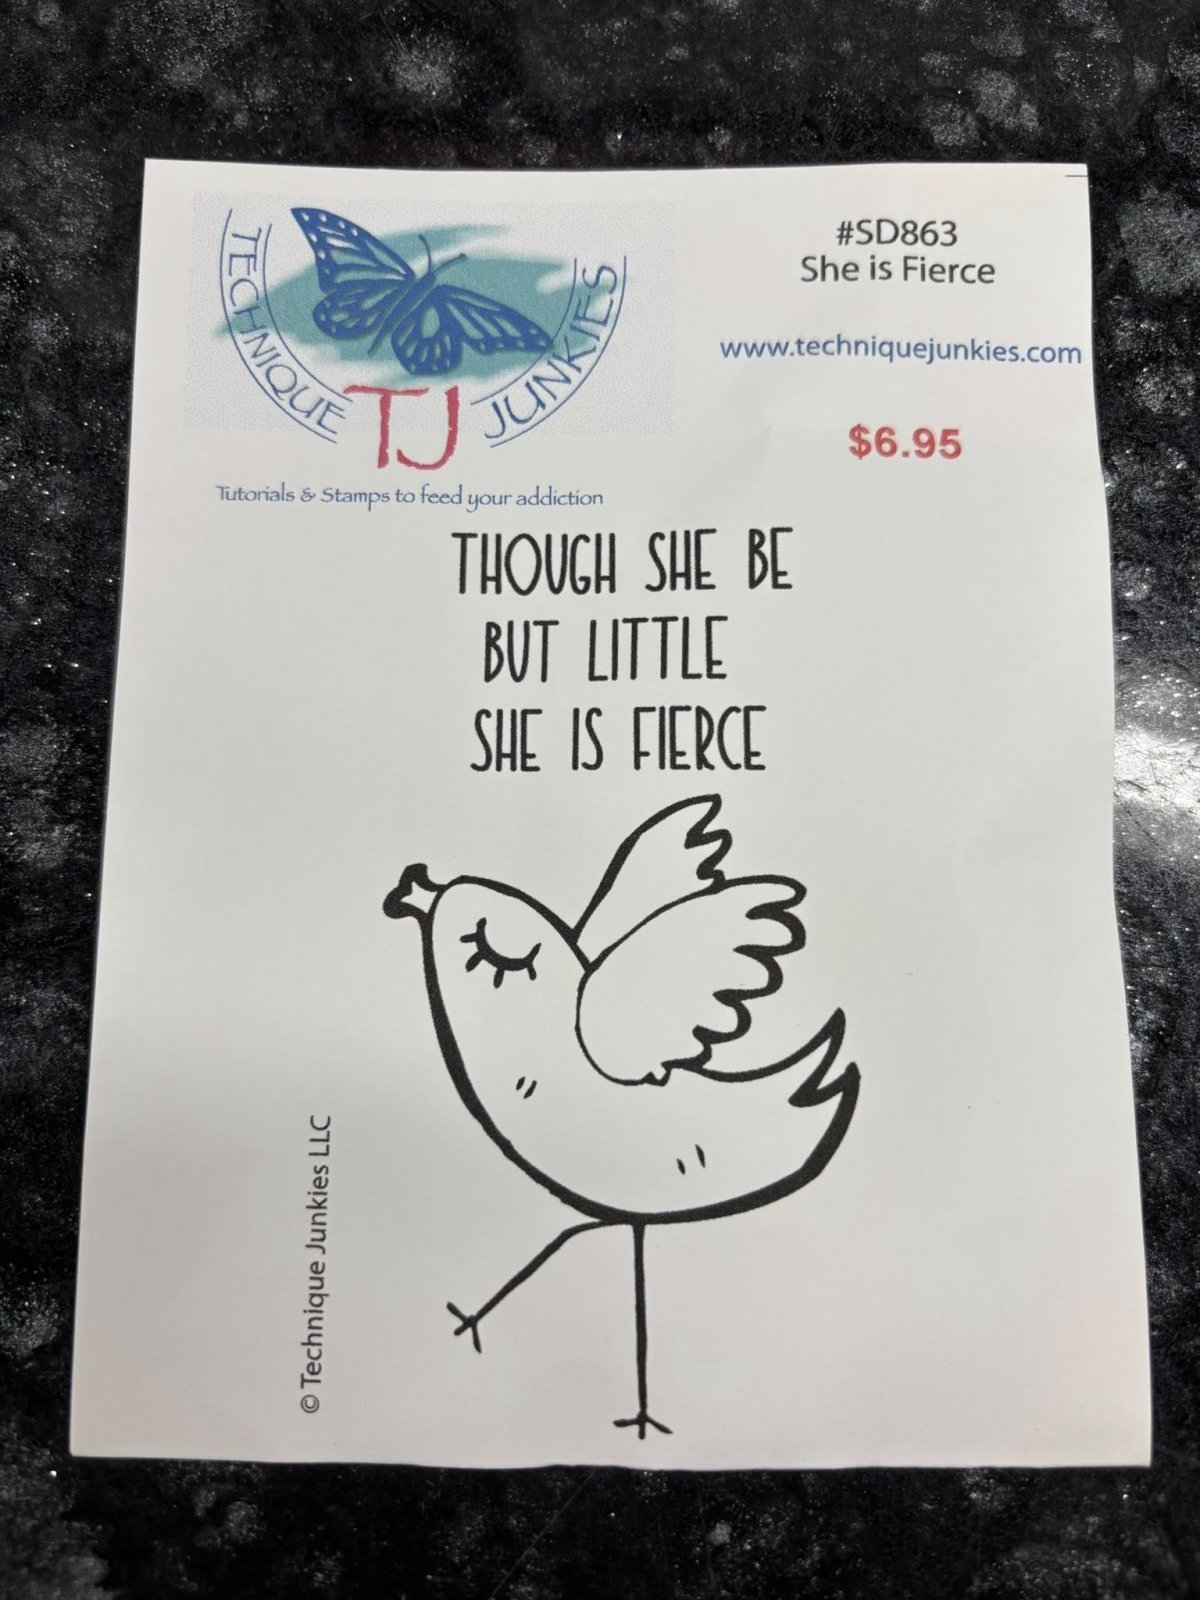 TECHNIQUE
TJ
JUNKIES
Tutorials & Stamps to feed your addiction
#SD863
She is Fierce
www.techniquejunkies.com
$6.95
THOUGH SHE BE
BUT LITTLE
SHE IS FIERCE
© Technique Junkies LLC